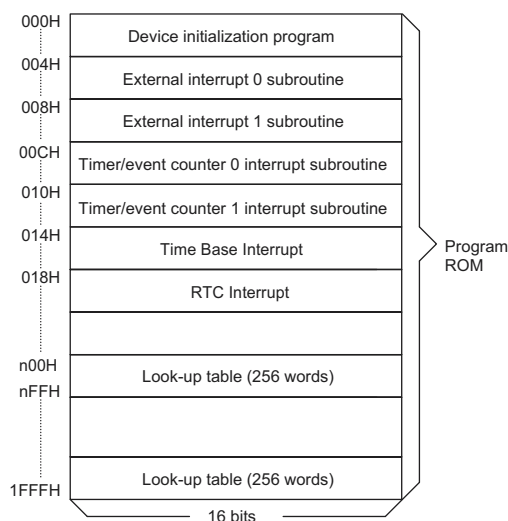 000H
Device initialization program
004H
External interrupt 0 subroutine
008H
External interrupt 1 subroutine
00CH
Timer/event counter 0 interrupt subroutine
010H
Timer/event counter 1 interrupt subroutine
014H
Time Base Interrupt
018H
RTC Interrupt
Program
ROM
n00H
Look-up table (256 words)
nFFH
Look-up table (256 words)
1FFFH
16 bits